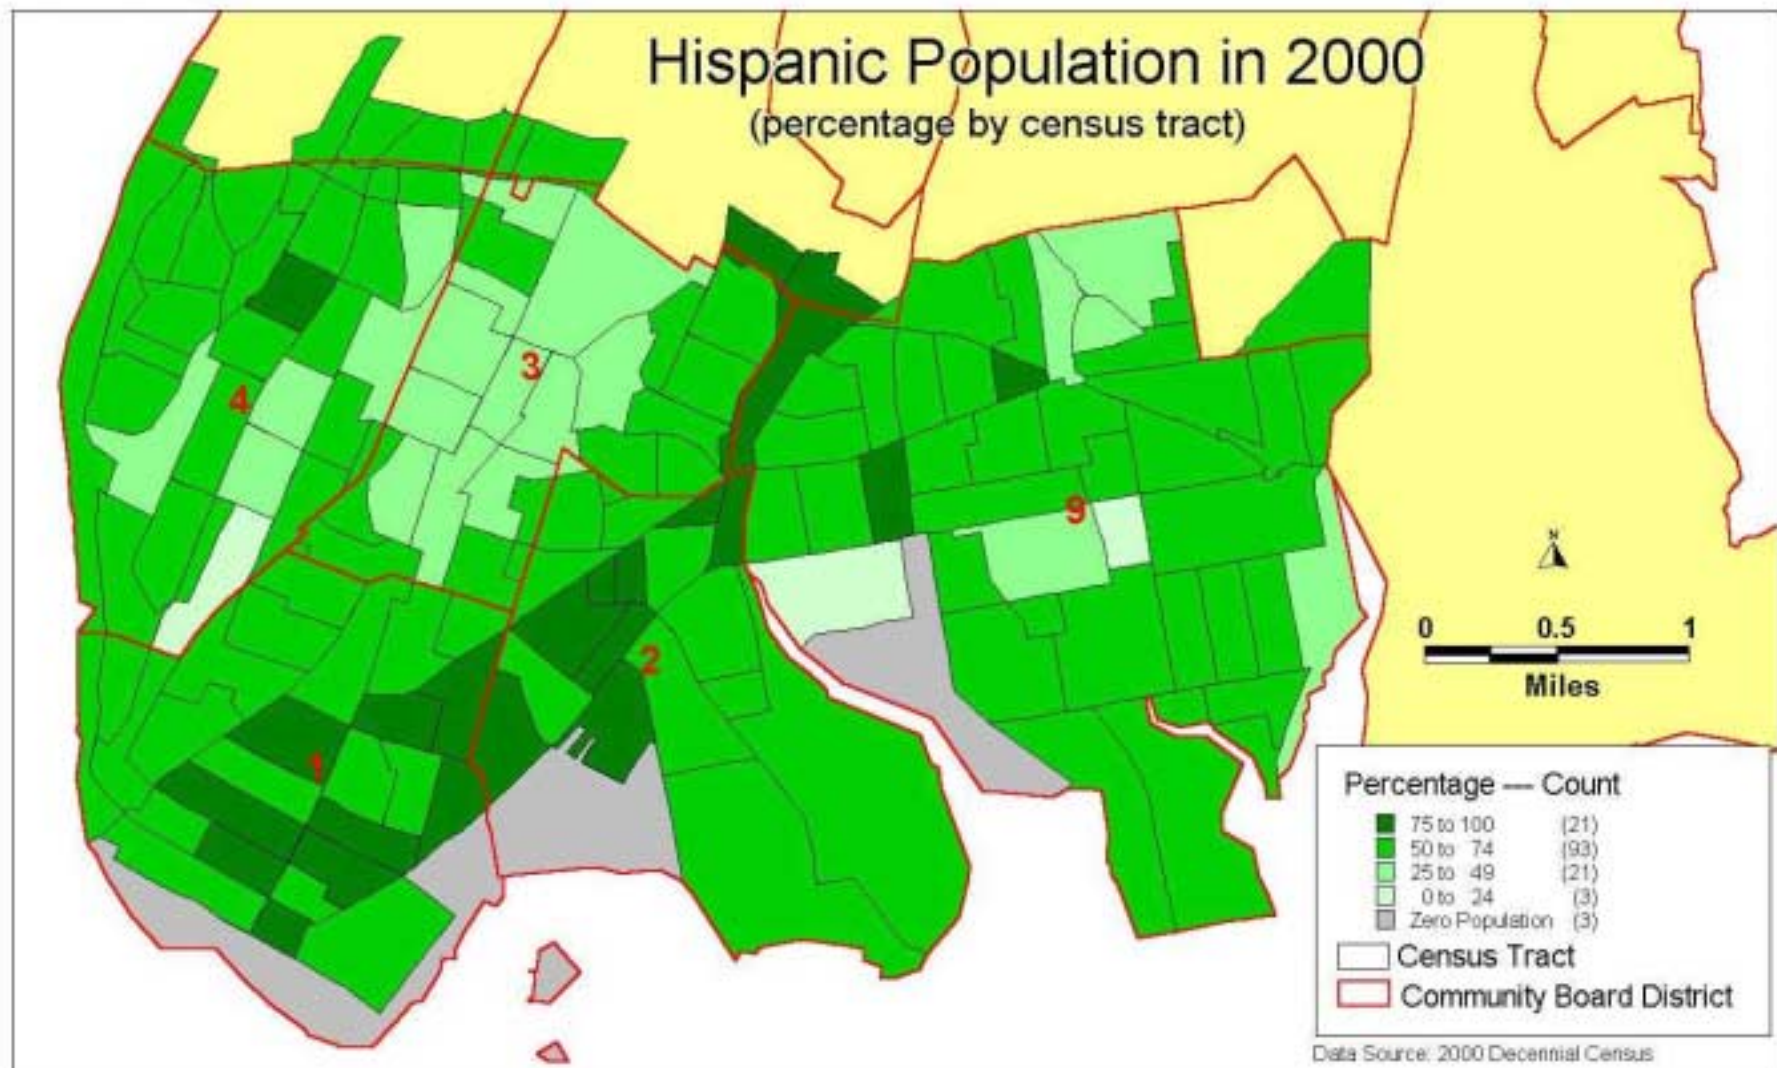 Hispanic Population in 2000
(percentage by census tract)
3
4
9
2
1
N
0 0.5 1
Miles
Percentage --- Count
75 to 100 (21)
50 to 74 (93)
25 to 49 (21)
0 to 24 (3)
Zero Population (3)
Census Tract
Community Board District
Data Source: 2000 Decennial Census